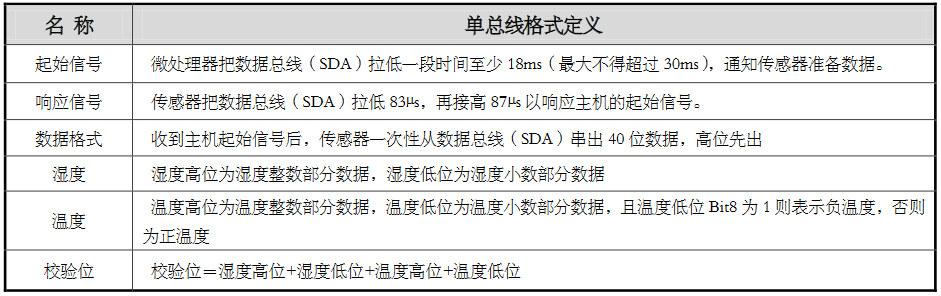 名 称 单总线格式定义
起始信号 微处理器把数据总线（SDA）拉低一段时间至少 18ms（最大不得超过 30ms），通知传感器准备数据。
响应信号 传感器把数据总线（SDA）拉低 83µs，再接高 87µs 以响应主机的起始信号。
数据格式 收到主机起始信号后，传感器一次性从数据总线（SDA）串出 40 位数据，高位先出
湿度 湿度高位为湿度整数部分数据，湿度低位为湿度小数部分数据
温度 温度高位为温度整数部分数据，温度低位为温度小数部分数据，且温度低位 Bit8 为 1 则表示负温度，否则
为正温度
校验位 校验位＝湿度高位+湿度低位+温度高位+温度低位